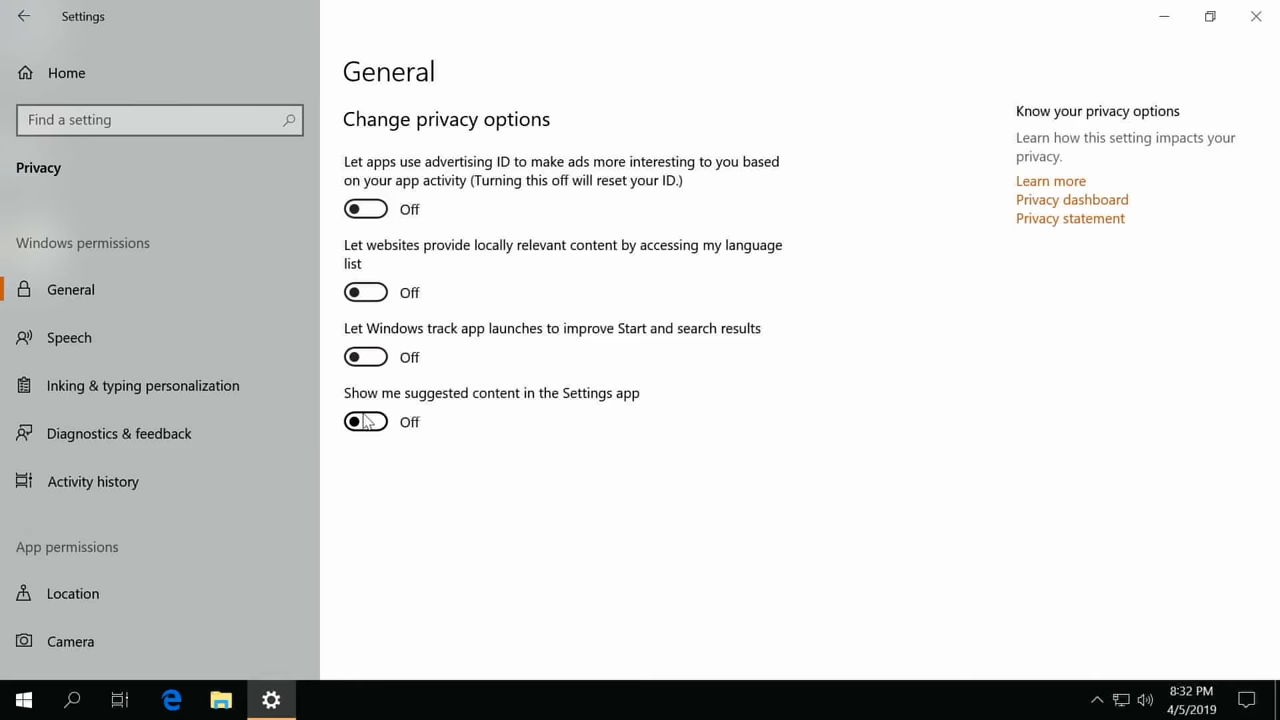 Settings
Home
Find a setting
Privacy
Windows permissions
General
Speech
Inking & typing personalization
Diagnostics & feedback
Activity history
App permissions
Location
Camera
General
Change privacy options
Let apps use advertising ID to make ads more interesting to you based
on your app activity (Turning this off will reset your ID.)
Off
Let websites provide locally relevant content by accessing my language
list
Off
Let Windows track app launches to improve Start and search results
Off
Show me suggested content in the Settings app
Off
Know your privacy options
Learn how this setting impacts your
privacy.
Learn more
Privacy dashboard
Privacy statement
8:32 PM
4/5/2019